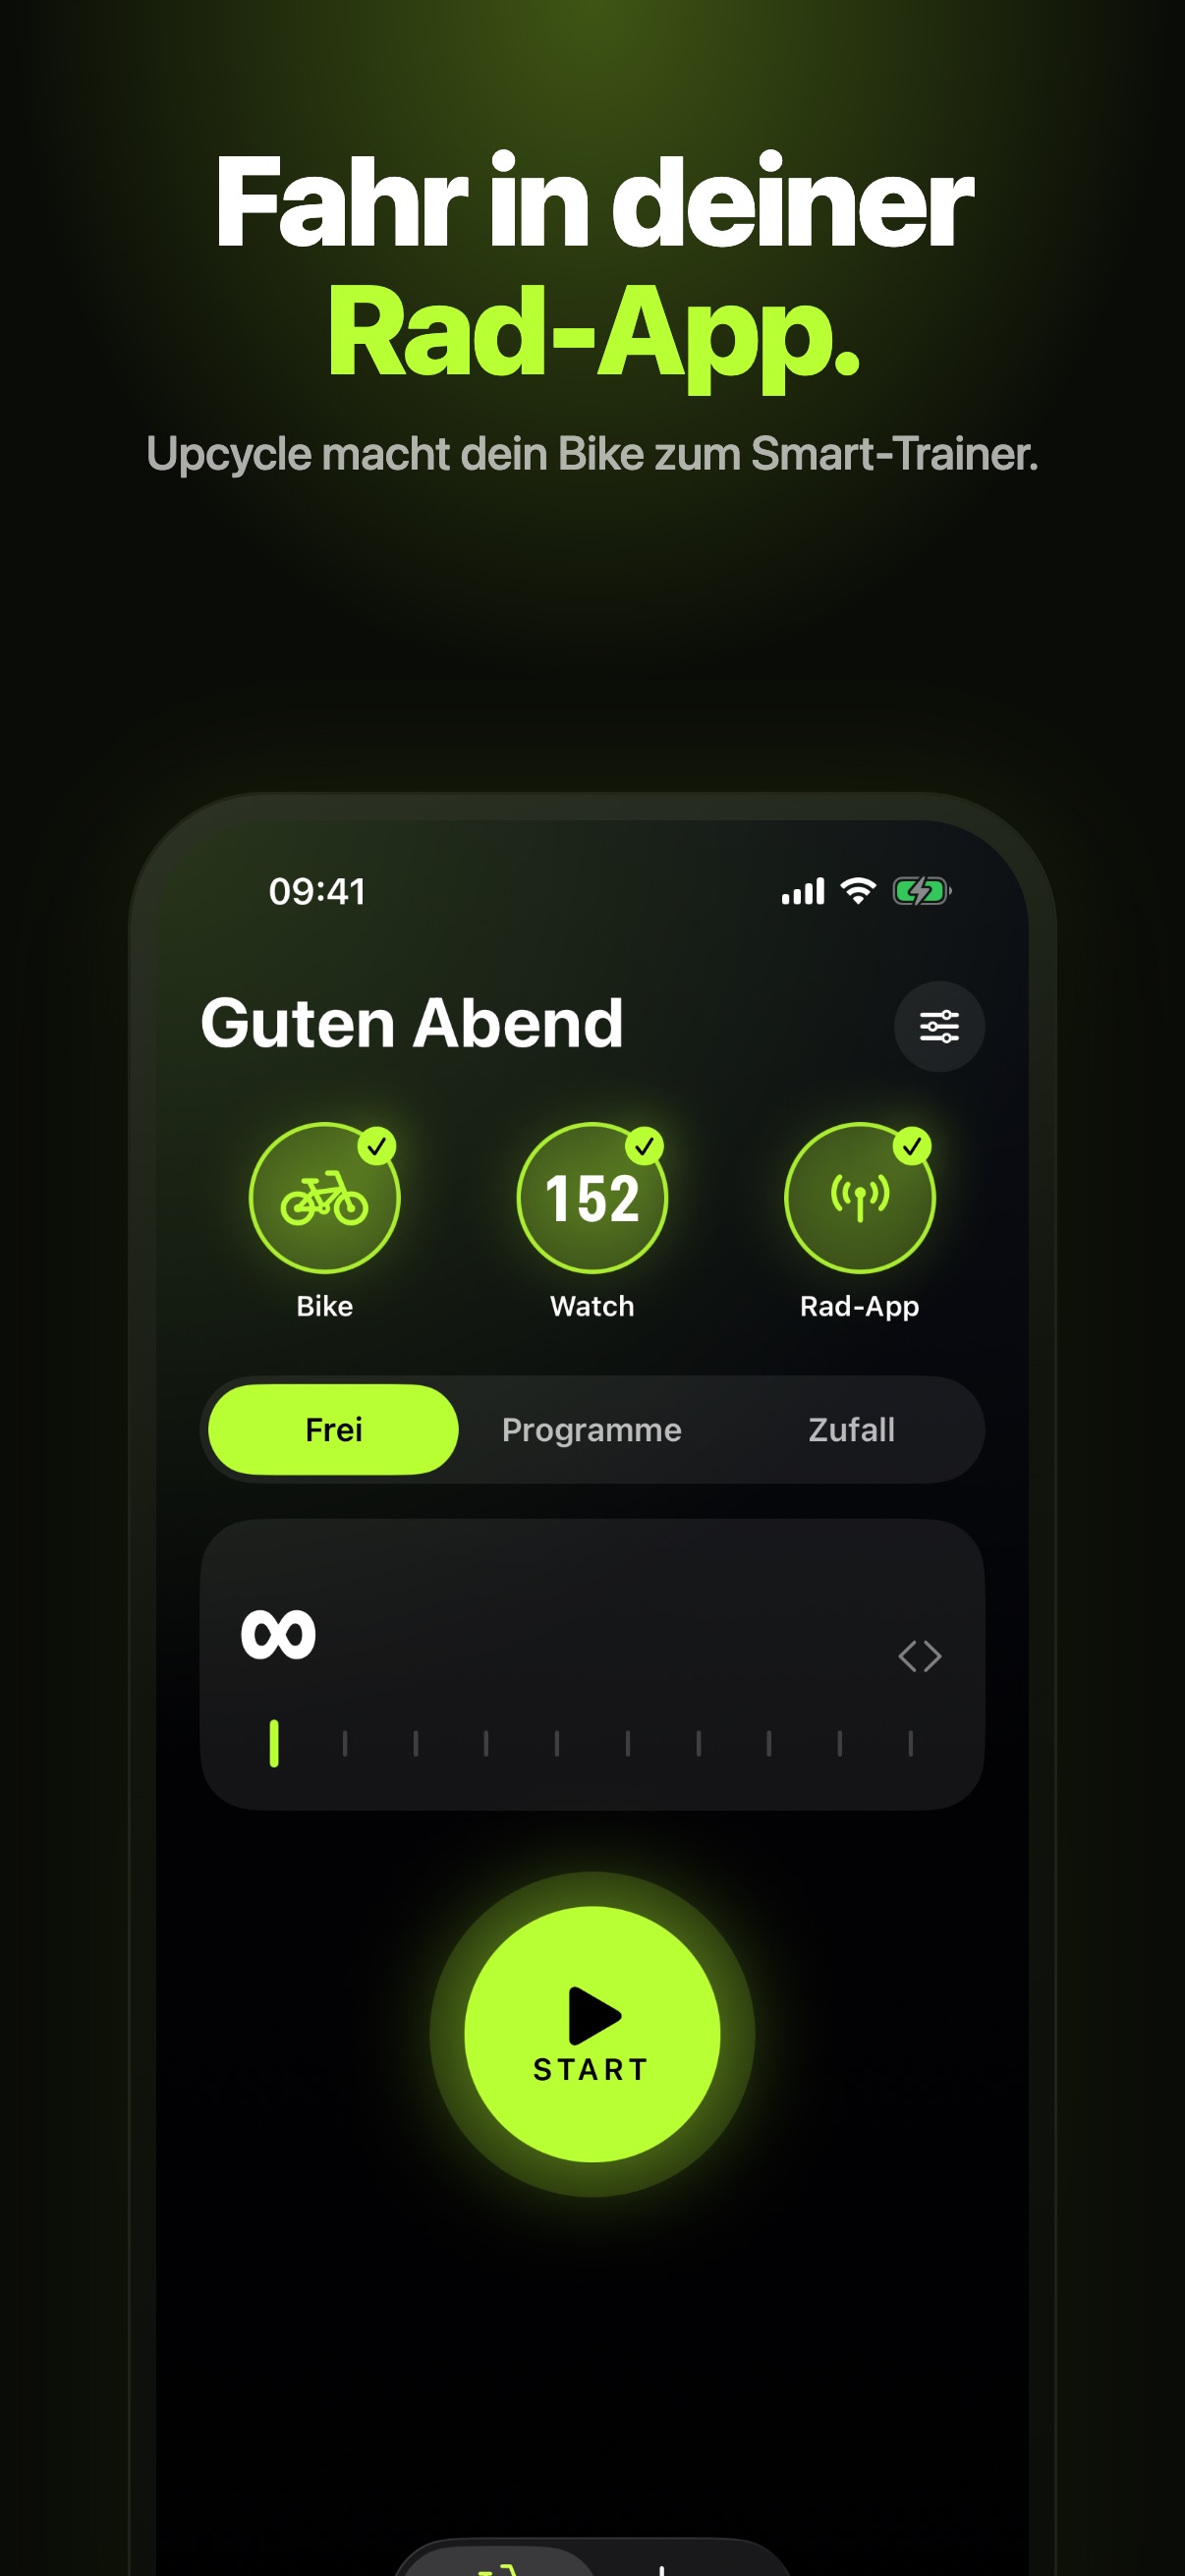 Fahr in deiner
Rad-App.
Upcycle macht dein Bike zum Smart-Trainer.
09:41
Guten Abend
152
Bike Watch Rad-App
Frei Programme Zufall
∞
START